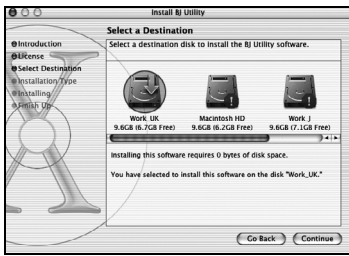 Install BJ Utility
Select a Destination
Introduction
License
Select Destination
Installation Type
Installing
Finish Up
Select a destination disk to install the BJ Utility software.
Work_UK
9.6GB (6.7GB Free)
Macintosh HD
9.6GB (6.2GB Free)
Work_J
9.6GB (7.1GB Free)
Installing this software requires 0 bytes of disk space.
You have selected to install this software on the disk "Work_UK."
Go Back
Continue